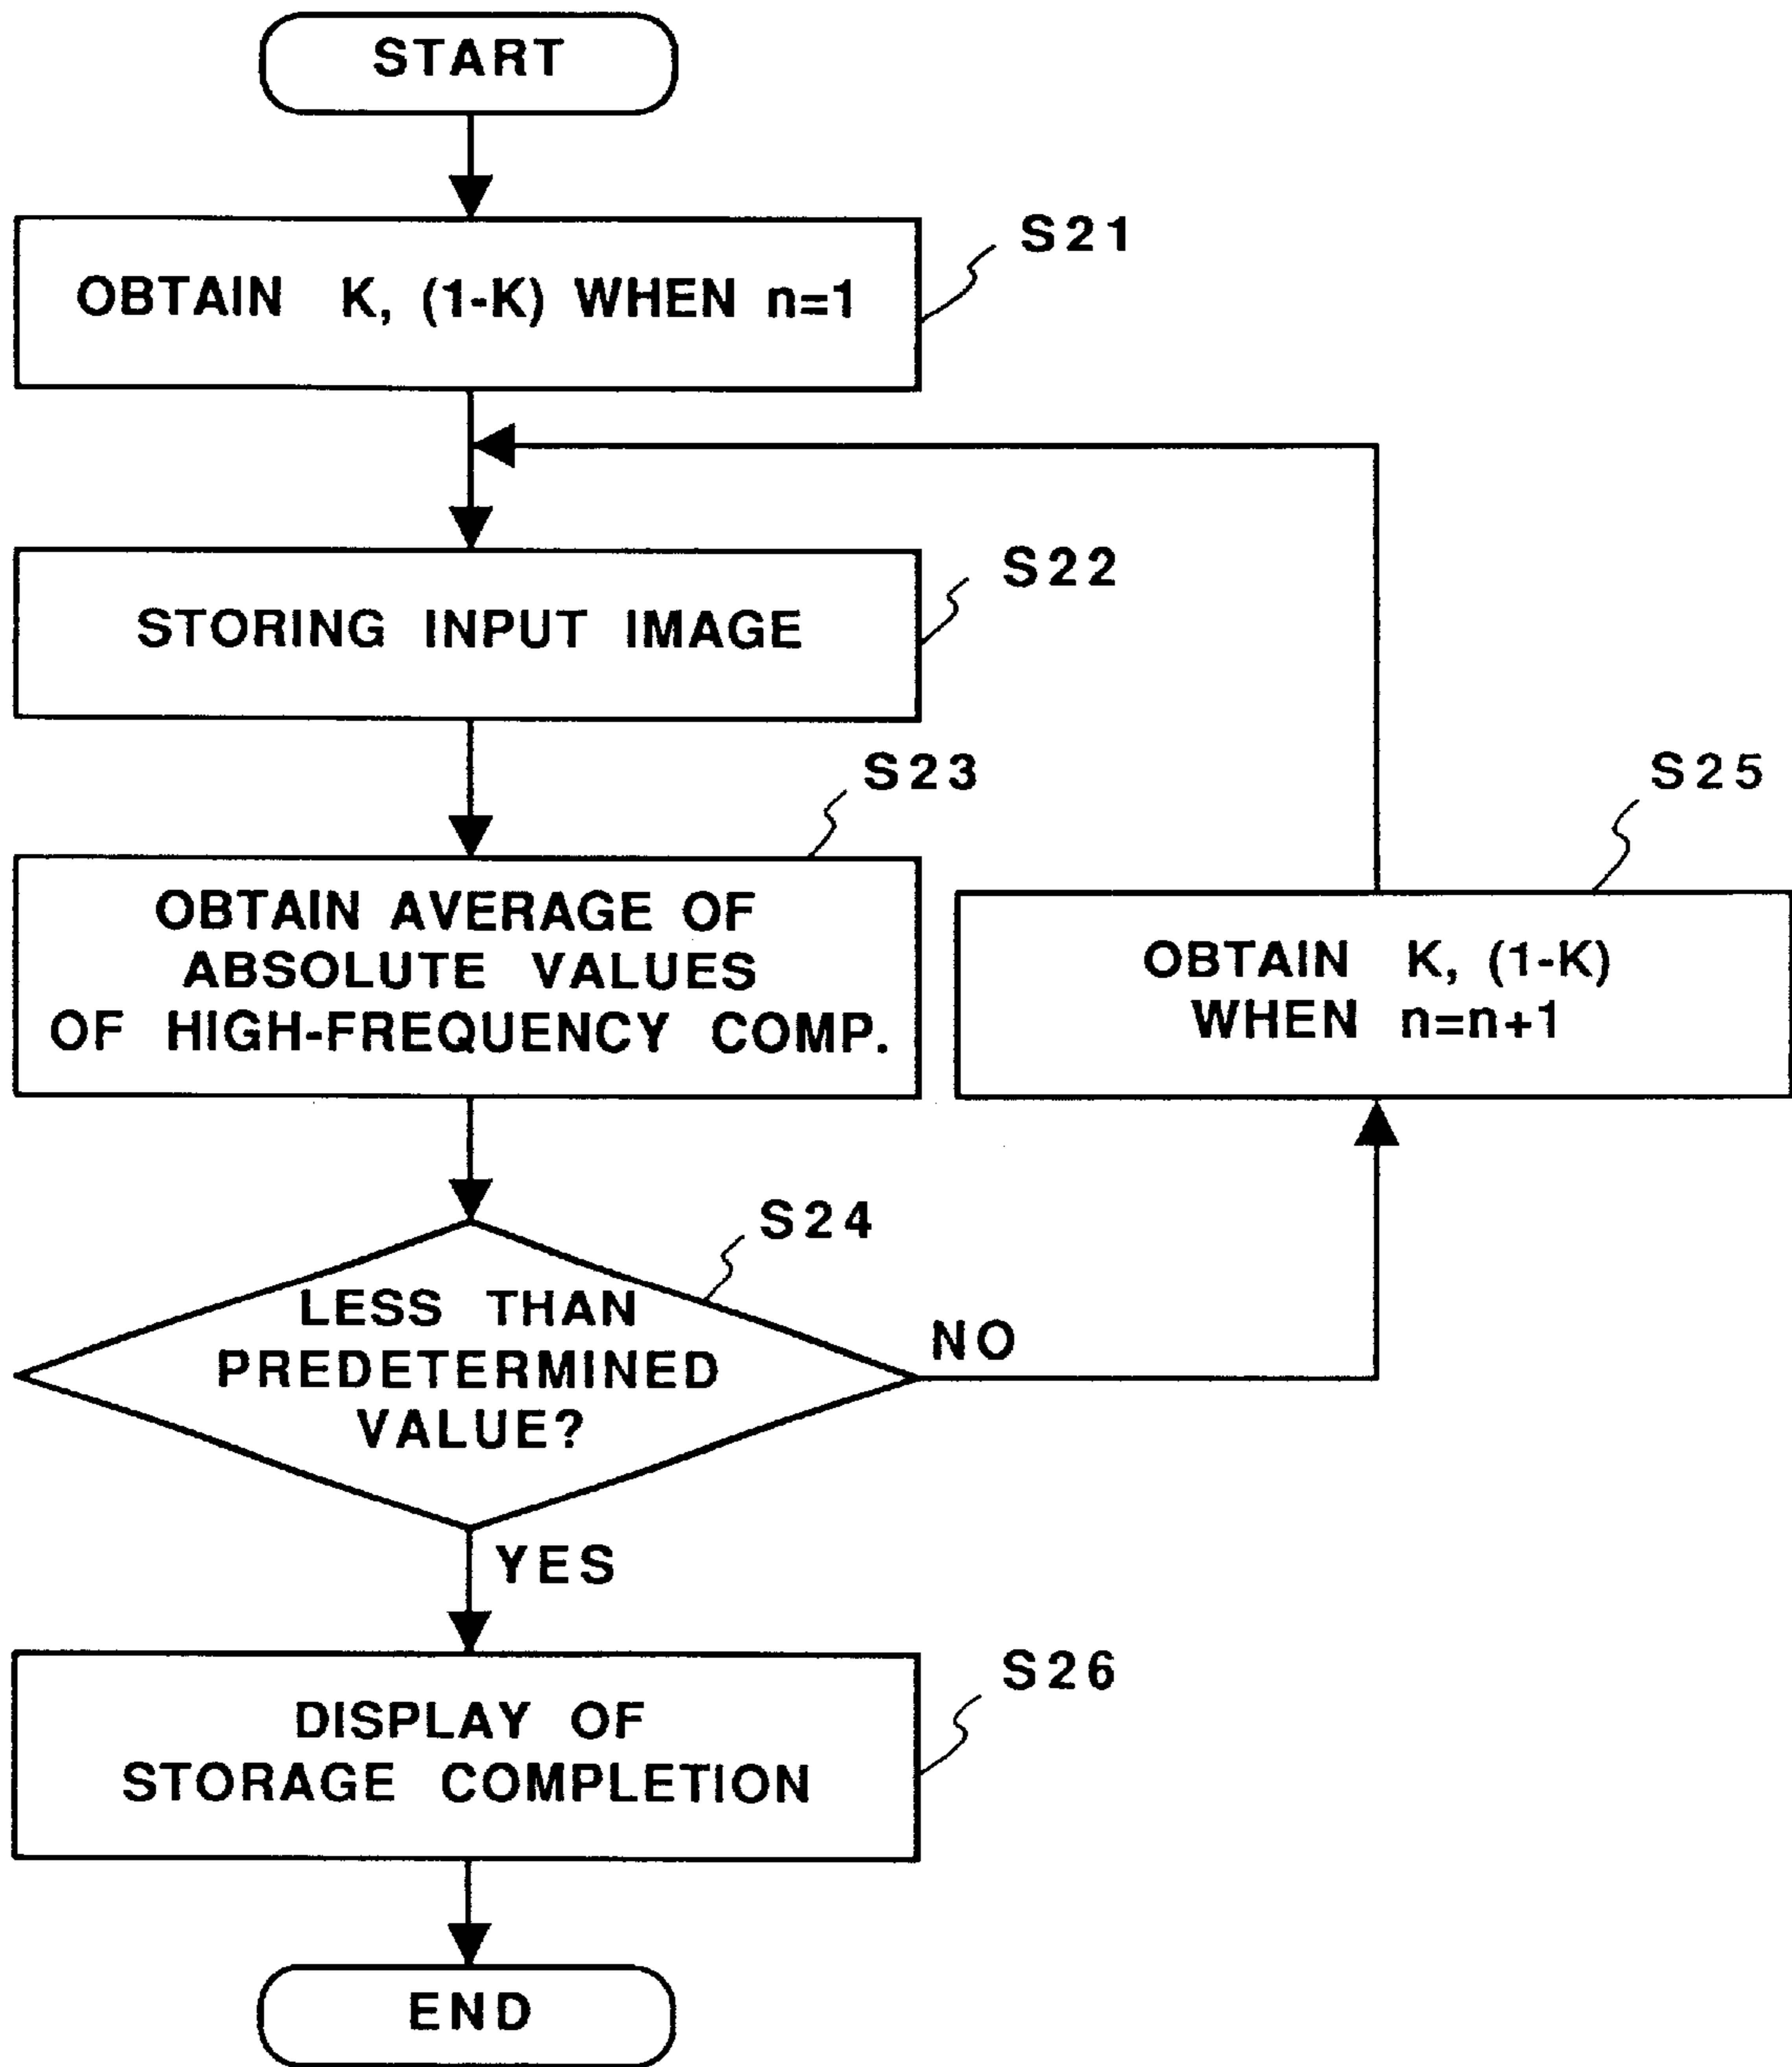 START
S21
OBTAIN K, (1-K) WHEN n=1
S22
STORING INPUT IMAGE
S23
OBTAIN AVERAGE OF
ABSOLUTE VALUES
OF HIGH-FREQUENCY COMP.
S25
OBTAIN K, (1-K)
WHEN n=n+1
S24
LESS THAN
PREDETERMINED
VALUE?
NO
YES
S26
DISPLAY OF
STORAGE COMPLETION
END